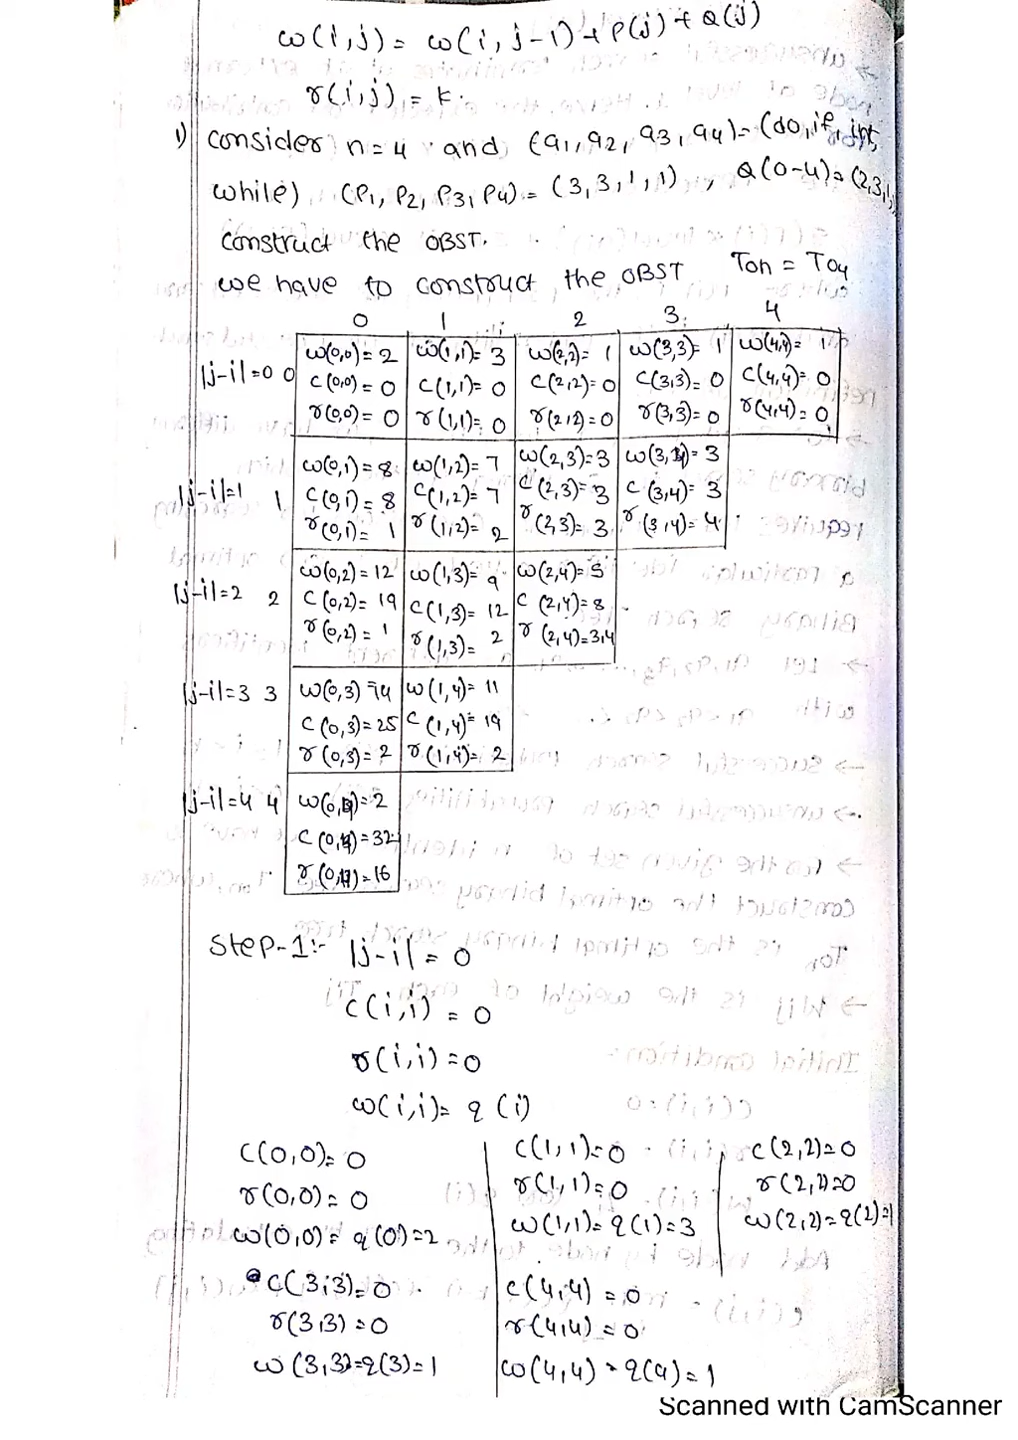 ω(i,j) = ω(i,j-1) + P(j) + Q(j)
r(i,j) = k.
1) consider n = 4 and (a1, a2, a3, a4) = (do, if, int,
while) (P1, P2, P3, P4) = (3, 3, 1, 1), Q(0-4) = (2,3,1,
construct the OBST.
we have to construct the OBST T0n = T04
0 1 2 3 4
|j-i|=0 0 ω(0,0)=2 ω(1,1)=3 ω(2,2)=1 ω(3,3)=1 ω(4,4)=1
C(0,0)=0 C(1,1)=0 C(2,2)=0 C(3,3)=0 C(4,4)=0
r(0,0)=0 r(1,1)=0 r(2,2)=0 r(3,3)=0 r(4,4)=0
|j-i|=1 1 ω(0,1)=8 ω(1,2)=7 ω(2,3)=3 ω(3,4)=3
C(0,1)=8 C(1,2)=7 C(2,3)=3 C(3,4)=3
r(0,1)=1 r(1,2)=2 r(2,3)=3 r(3,4)=4
|j-i|=2 2 ω(0,2)=12 ω(1,3)=9 ω(2,4)=5
C(0,2)=19 C(1,3)=12 C(2,4)=8
r(0,2)=1 r(1,3)=2 r(2,4)=3,4
|j-i|=3 3 ω(0,3)=14 ω(1,4)=11
C(0,3)=25 C(1,4)=19
r(0,3)=2 r(1,4)=2
|j-i|=4 4 ω(0,4)=2
C(0,4)=32
r(0,4)=16
Step-1:- |j-i| = 0
C(i,i) = 0
r(i,i) = 0
ω(i,i) = q(i)
C(0,0)=0 C(1,1)=0 C(2,2)=0
r(0,0)=0 r(1,1)=0 r(2,2)=0
ω(0,0)=q(0)=2 ω(1,1)=q(1)=3 ω(2,2)=q(2)=1
C(3,3)=0 C(4,4)=0
r(3,3)=0 r(4,4)=0
ω(3,3)=q(3)=1 ω(4,4)=q(4)=1
Scanned with CamScanner